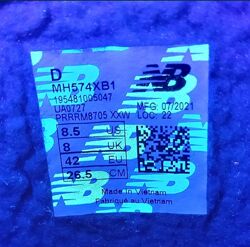 D
NB
MH574XB1
195481005047
UA0727 MFG. 07/2021
PRRRM8705 XXW LOC: 22
8.5 US
8 UK
42 EU
26.5 CM
Made in Vietnam
Fabriqué au Vietnam